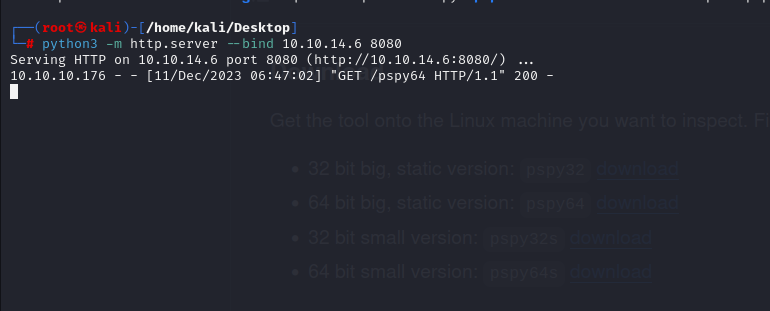 ┌──(root㉿kali)-[/home/kali/Desktop]
└─# python3 -m http.server --bind 10.10.14.6 8080
Serving HTTP on 10.10.14.6 port 8080 (http://10.10.14.6:8080/) ...
10.10.10.176 - - [11/Dec/2023 06:47:02] "GET /pspy64 HTTP/1.1" 200 -
Get the tool onto the Linux machine you want to inspect.
32 bit big, static version: pspy32 download
64 bit big, static version: pspy64 download
32 bit small version: pspy32s download
64 bit small version: pspy64s download